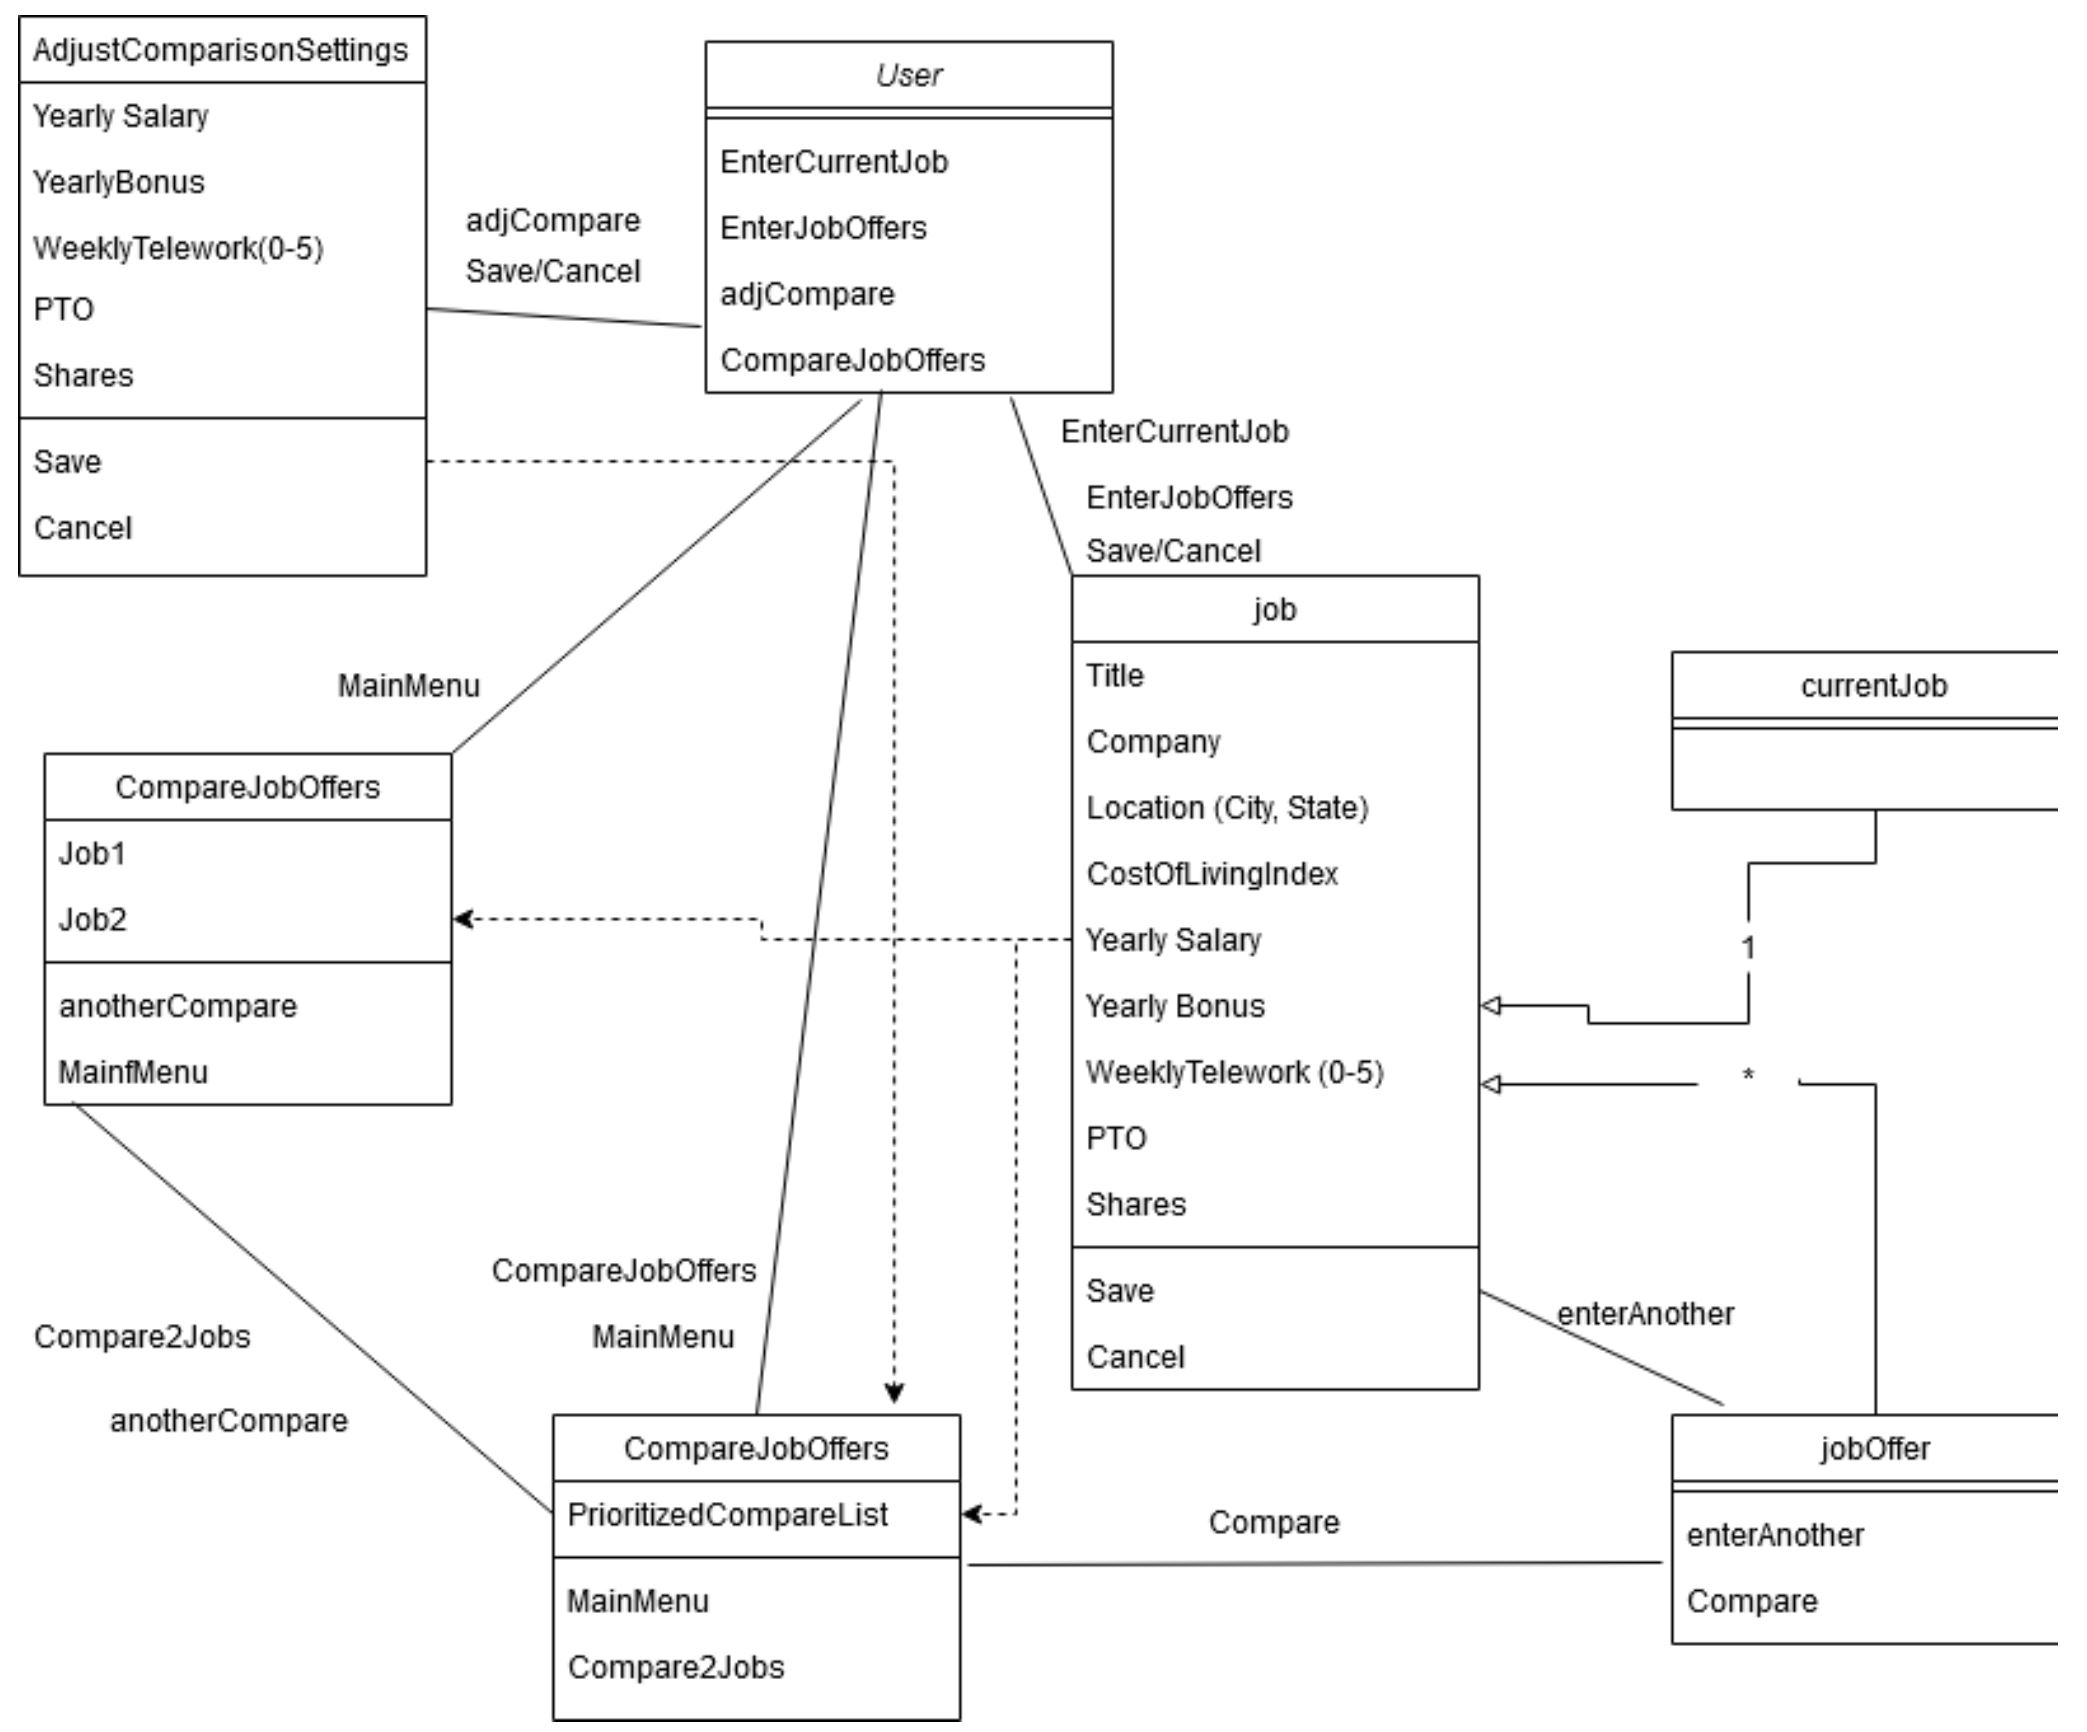 AdjustComparisonSettings
Yearly Salary
YearlyBonus
WeeklyTelework(0-5)
PTO
Shares
Save
Cancel
adjCompare
Save/Cancel
User
EnterCurrentJob
EnterJobOffers
adjCompare
CompareJobOffers
EnterCurrentJob
EnterJobOffers
Save/Cancel
job
Title
Company
Location (City, State)
CostOfLivingIndex
Yearly Salary
Yearly Bonus
WeeklyTelework (0-5)
PTO
Shares
Save
Cancel
currentJob
1
*
MainMenu
CompareJobOffers
Job1
Job2
anotherCompare
MainfMenu
CompareJobOffers
MainMenu
Compare2Jobs
anotherCompare
enterAnother
CompareJobOffers
PrioritizedCompareList
MainMenu
Compare2Jobs
Compare
jobOffer
enterAnother
Compare